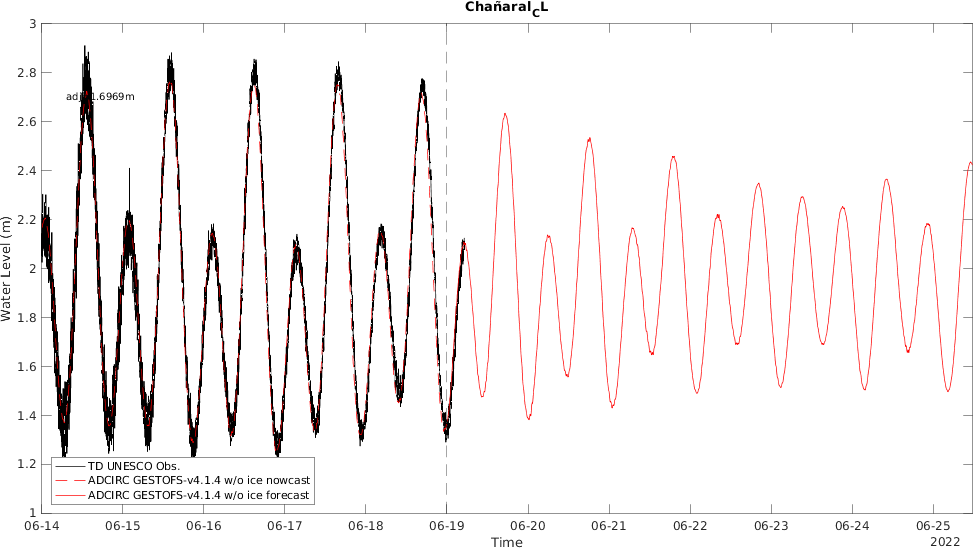 Chañaral_CL
3
2.8
2.6
2.4
2.2
2
1.8
1.6
1.4
1.2
1
Water Level (m)
1.6969m
TD UNESCO Obs.
ADCIRC GESTOFS-v4.1.4 w/o ice nowcast
ADCIRC GESTOFS-v4.1.4 w/o ice forecast
06-14 06-15 06-16 06-17 06-18 06-19 06-20 06-21 06-22 06-23 06-24 06-25
Time
2022